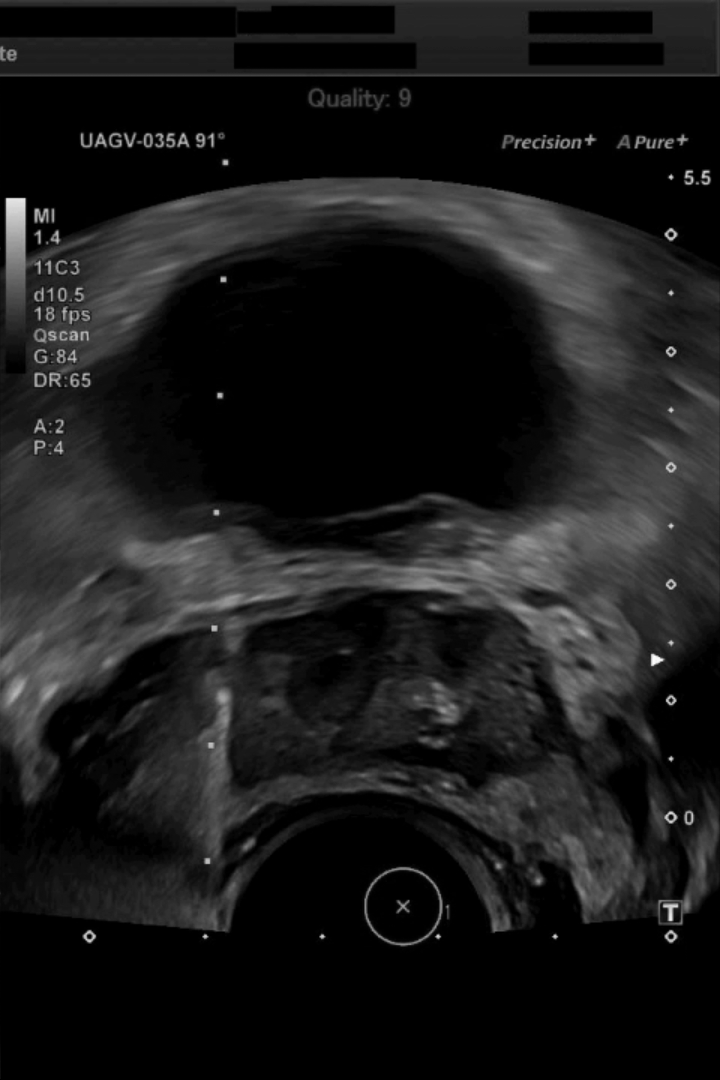 te
Quality: 9
UAGV-035A 91°
Precision+ APure+
5.5
MI
1.4
11C3
d10.5
18 fps
Qscan
G:84
DR:65
A:2
P:4
0
1
T